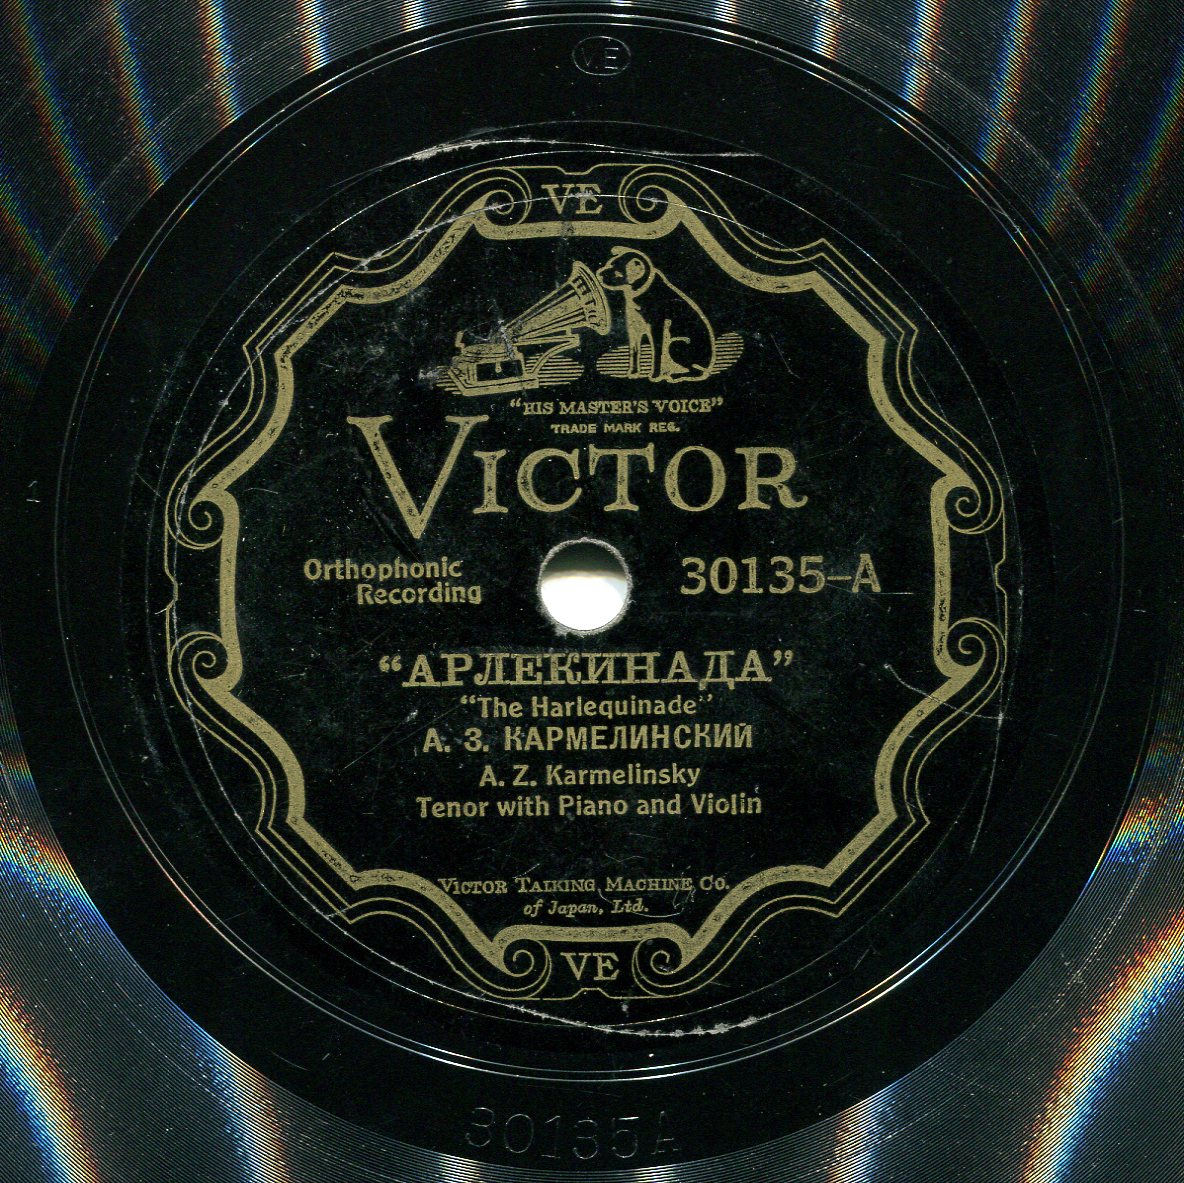 VE
VE
"HIS MASTER'S VOICE"
TRADE MARK REG.
VICTOR
Orthophonic
Recording
30135-A
"АРЛЕКИНАДА"
"The Harlequinade"
А. З. КАРМЕЛИНСКИЙ
A. Z. Karmelinsky
Tenor with Piano and Violin
VICTOR TALKING MACHINE CO.
of Japan, Ltd.
VE
30135A